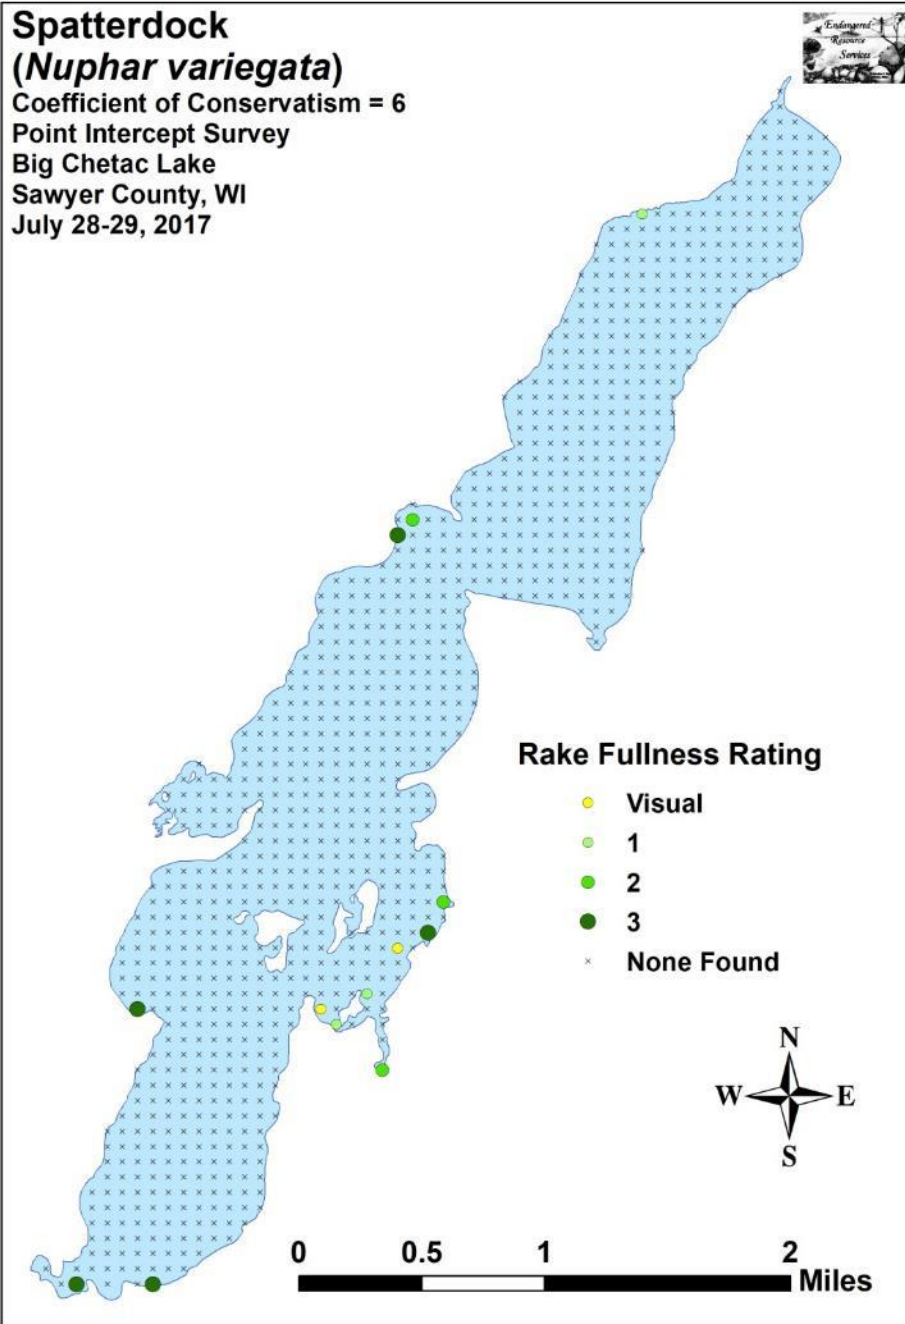 Spatterdock
(Nuphar variegata)
Coefficient of Conservatism = 6
Point Intercept Survey
Big Chetac Lake
Sawyer County, WI
July 28-29, 2017
Endangered
Resource
Services
Rake Fullness Rating
Visual
1
2
3
None Found
N
W E
S
0 0.5 1 2
Miles